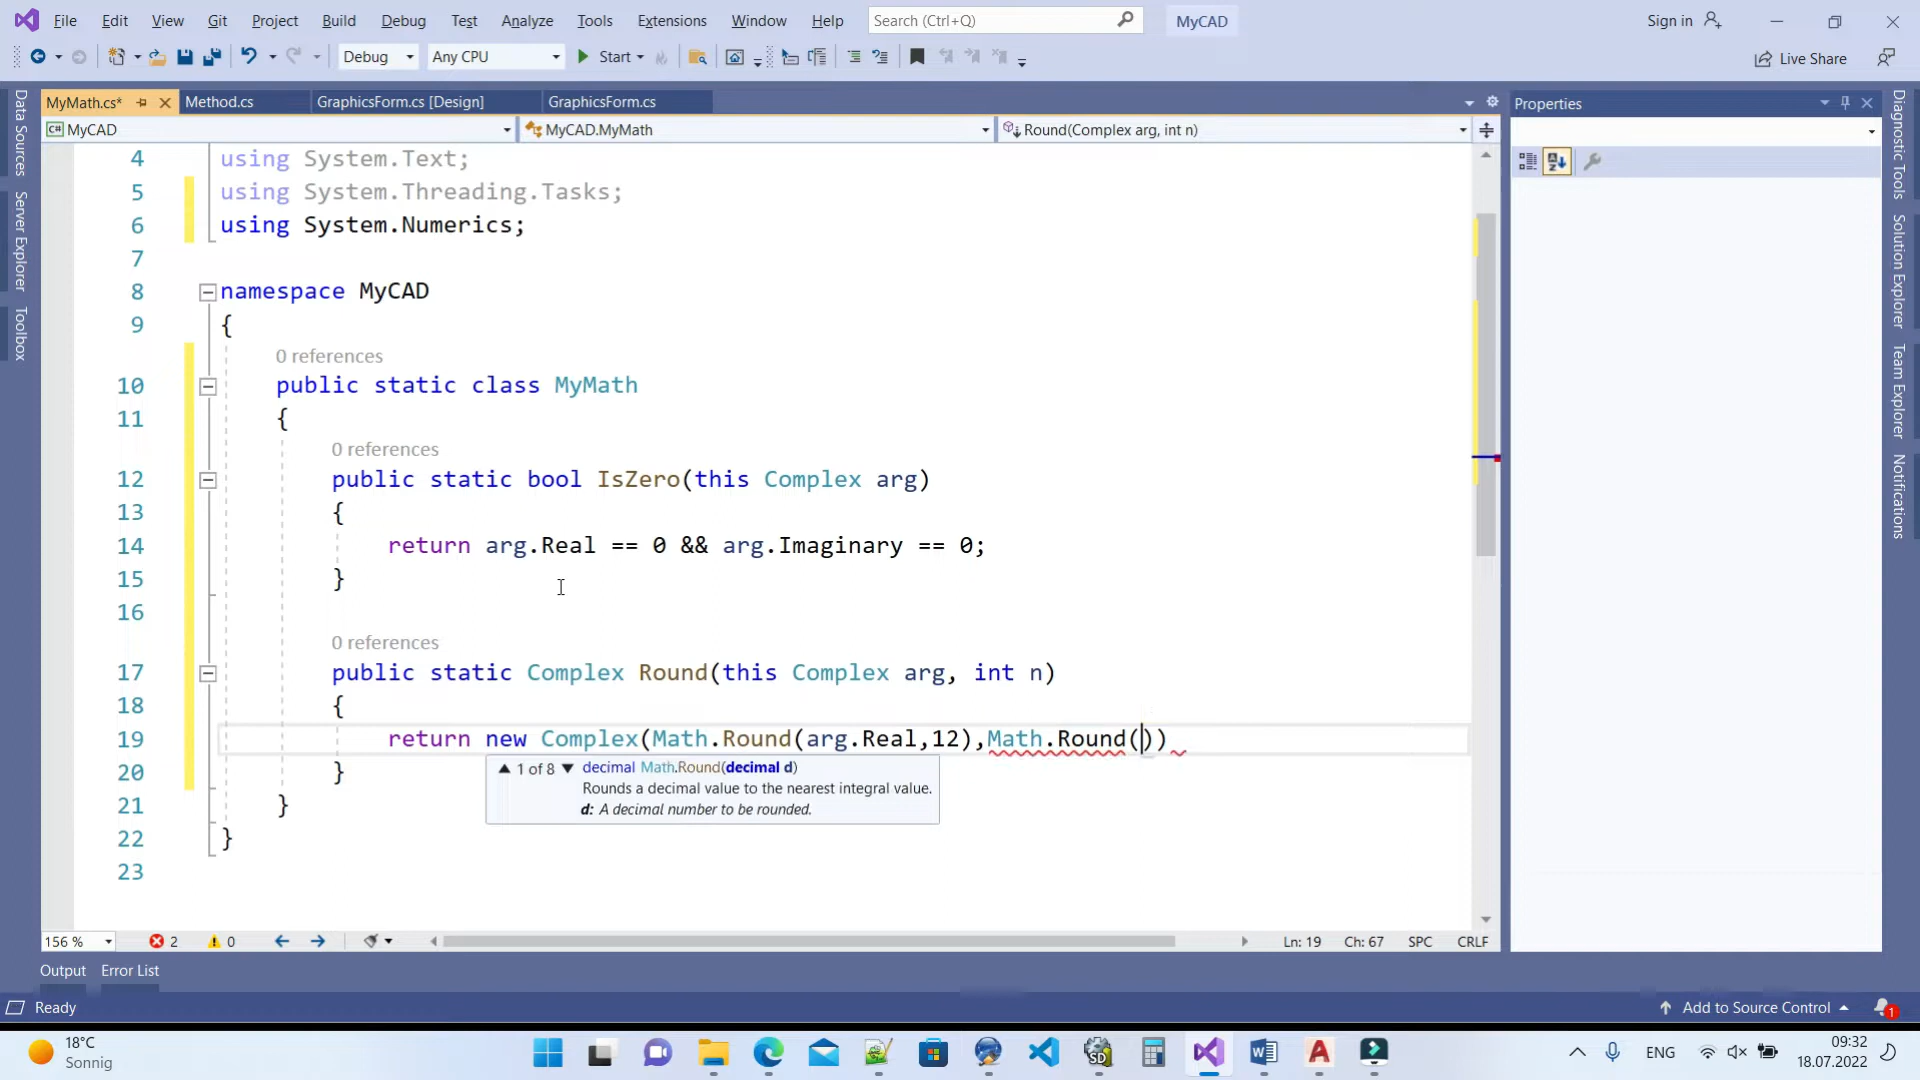 File Edit View Git Project Build Debug Test Analyze Tools Extensions Window Help Search (Ctrl+Q) MyCAD Sign in
Debug Any CPU Start Live Share
MyMath.cs* Method.cs GraphicsForm.cs [Design] GraphicsForm.cs Properties
C# MyCAD MyCAD.MyMath Round(Complex arg, int n)
Data Sources
Server Explorer
Toolbox
4 using System.Text;
5 using System.Threading.Tasks;
6 using System.Numerics;
7
8 namespace MyCAD
9 {
0 references
10 public static class MyMath
11 {
0 references
12 public static bool IsZero(this Complex arg)
13 {
14 return arg.Real == 0 && arg.Imaginary == 0;
15 }
16
0 references
17 public static Complex Round(this Complex arg, int n)
18 {
19 return new Complex(Math.Round(arg.Real,12),Math.Round())
20 }
1 of 8 decimal Math.Round(decimal d)
Rounds a decimal value to the nearest integral value.
d: A decimal number to be rounded.
21 }
22 }
23
Diagnostic Tools
Solution Explorer
Team Explorer
Notifications
156 % 2 0 Ln: 19 Ch: 67 SPC CRLF
Output Error List
Ready Add to Source Control 1
18°C
Sonnig
ENG
09:32
18.07.2022